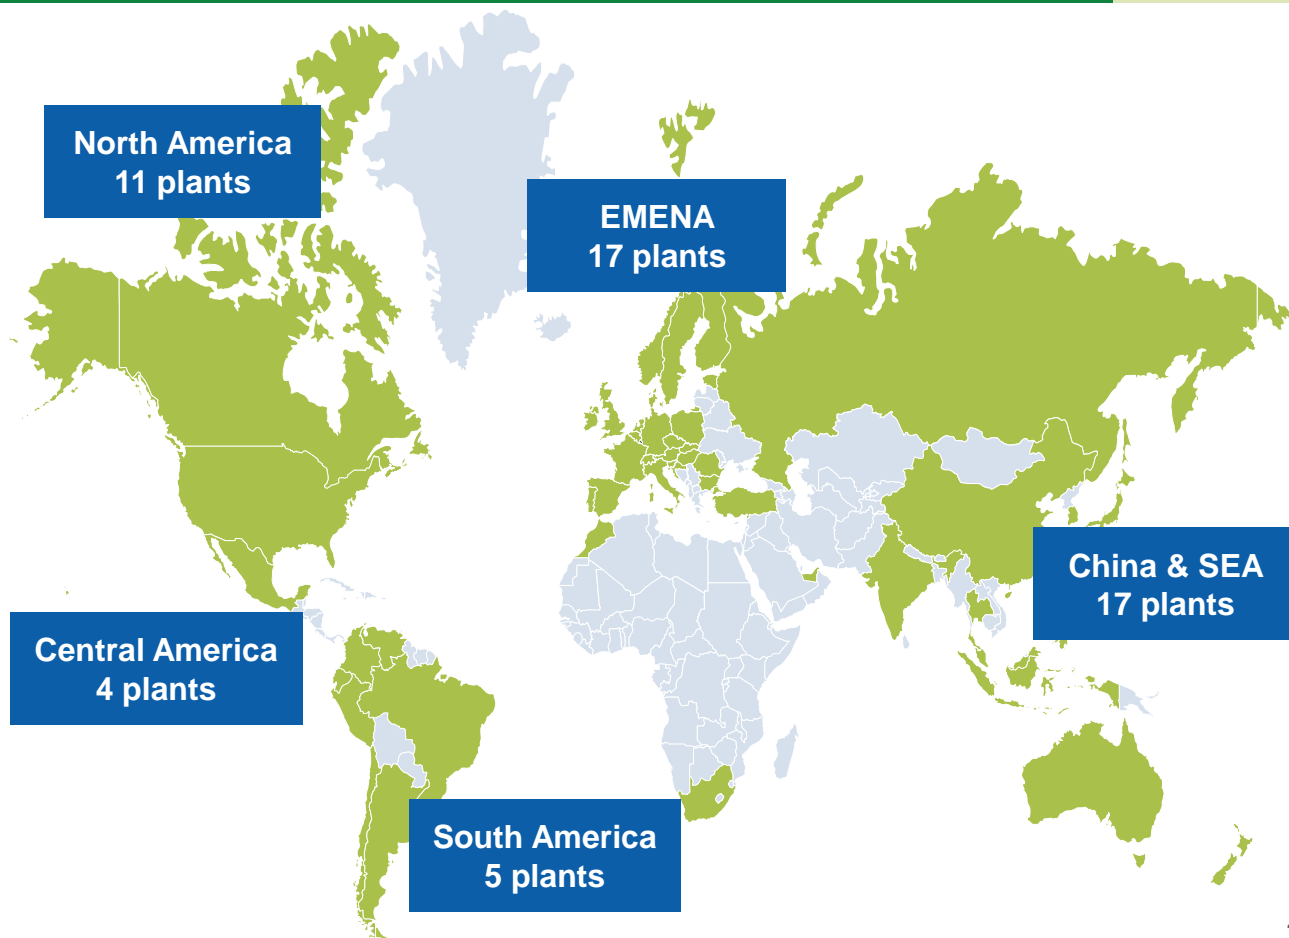 North America
11 plants
EMENA
17 plants
China & SEA
17 plants
Central America
4 plants
South America
5 plants